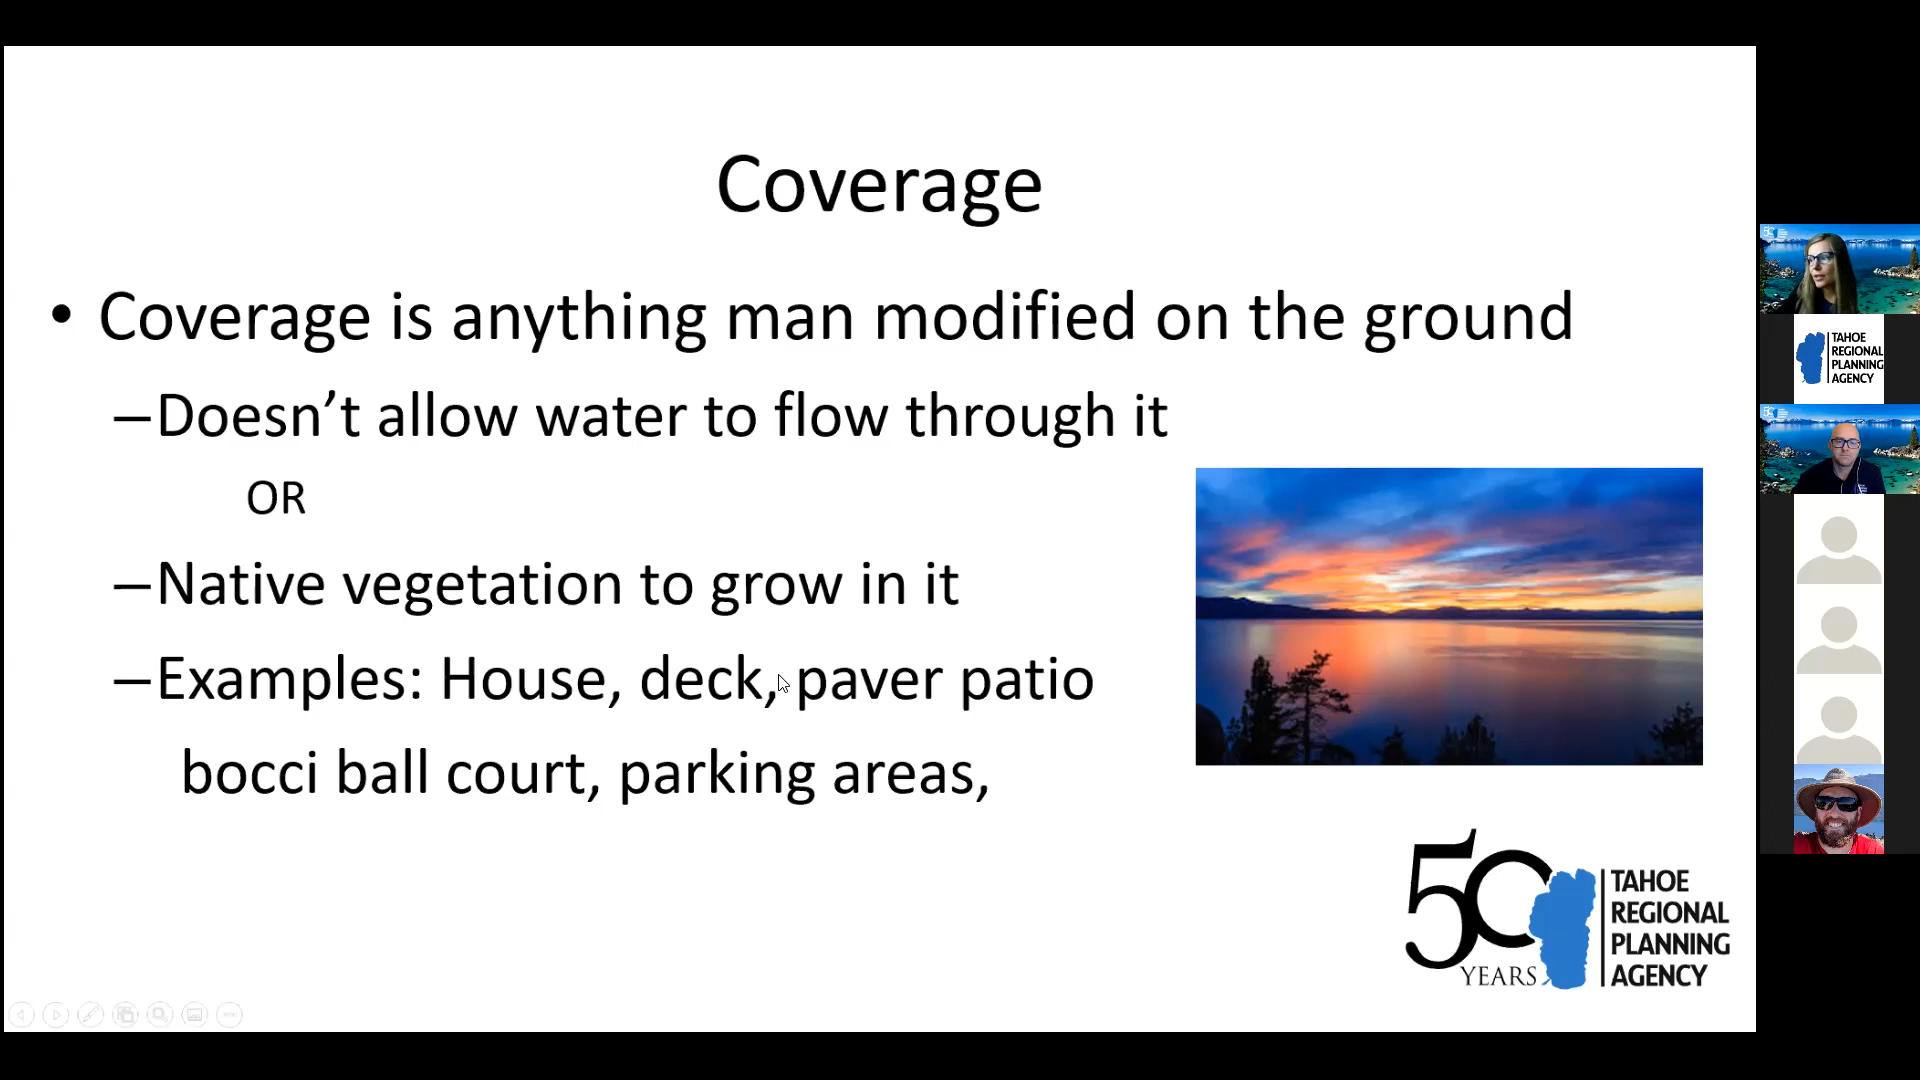 Coverage
• Coverage is anything man modified on the ground
–Doesn’t allow water to flow through it
OR
–Native vegetation to grow in it
–Examples: House, deck, paver patio
bocci ball court, parking areas,
50
YEARS
TAHOE
REGIONAL
PLANNING
AGENCY
TAHOE
REGIONAL
PLANNING
AGENCY